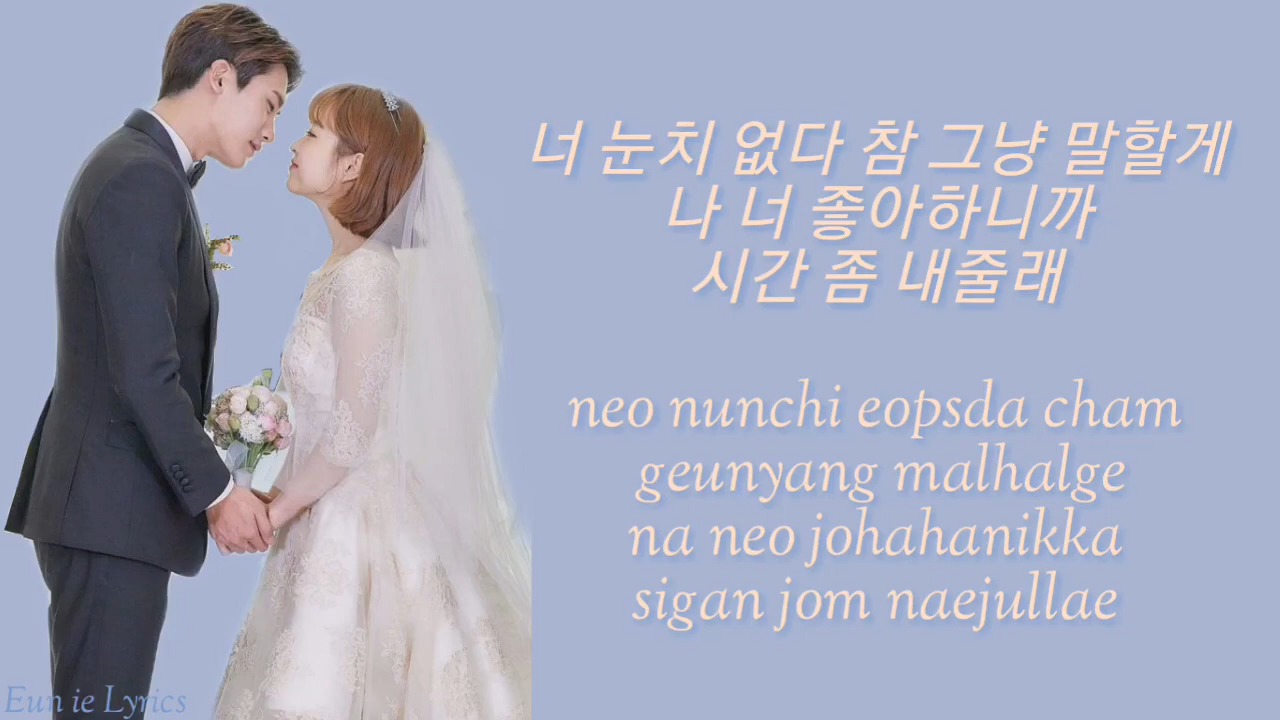 너 눈치 없다 참 그냥 말할게
나 너 좋아하니까
시간 좀 내줄래
neo nunchi eopsda cham
geunyang malhalge
na neo johahanikka
sigan jom naejullae
Eun ie Lyrics